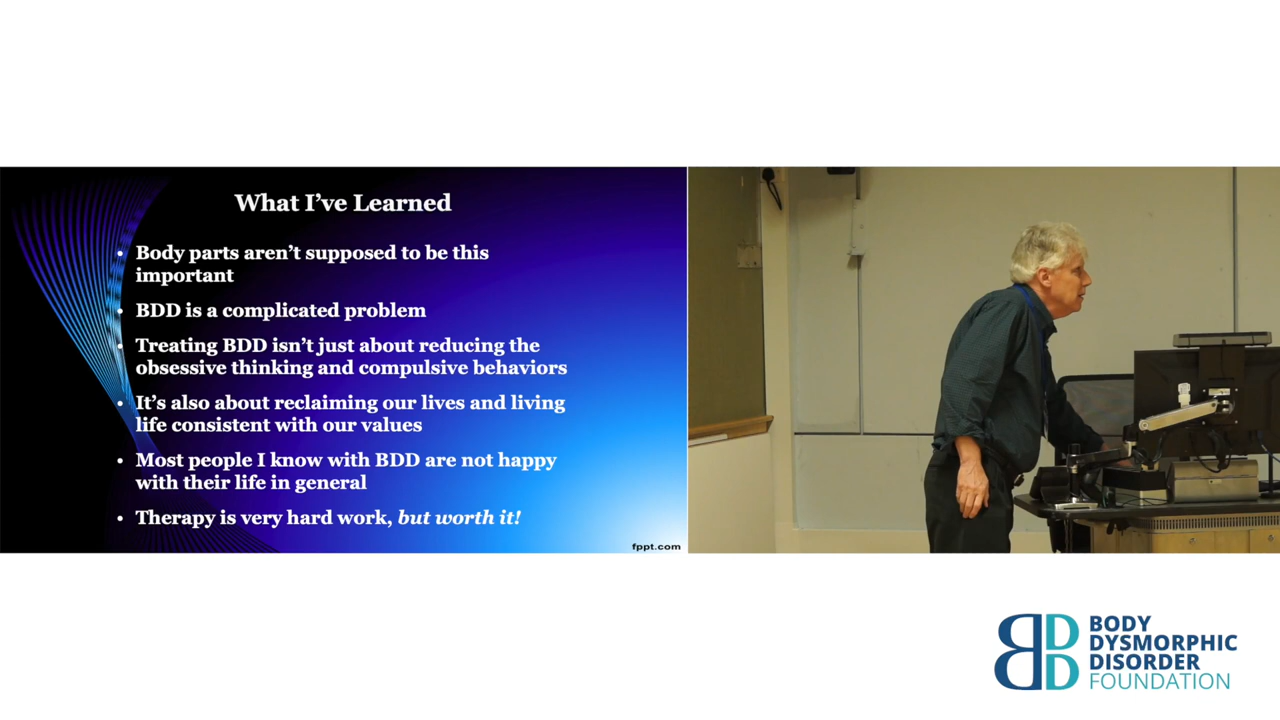 What I've Learned
• Body parts aren't supposed to be this
important
• BDD is a complicated problem
• Treating BDD isn't just about reducing the
obsessive thinking and compulsive behaviors
• It's also about reclaiming our lives and living
life consistent with our values
• Most people I know with BDD are not happy
with their life in general
• Therapy is very hard work, but worth it!
fppt.com
BDD
BODY
DYSMORPHIC
DISORDER
FOUNDATION